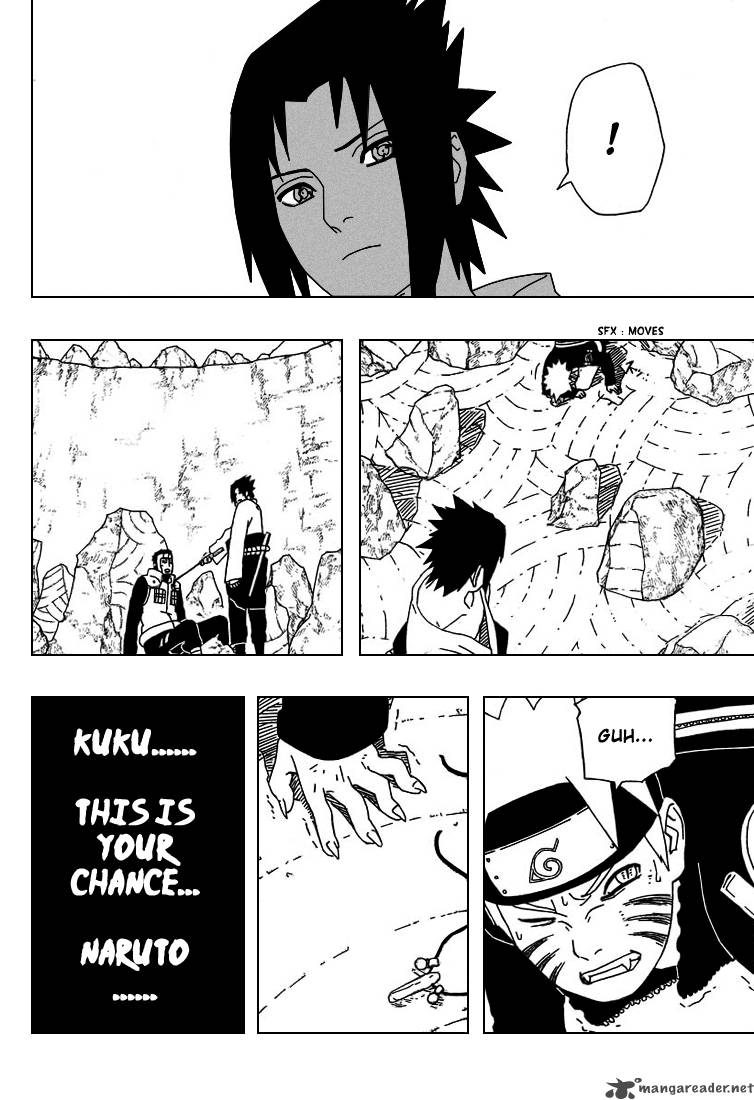 !
SFX : MOVES
GUH...
KUKU......
THIS IS
YOUR
CHANCE...
NARUTO
......
mangareader.net